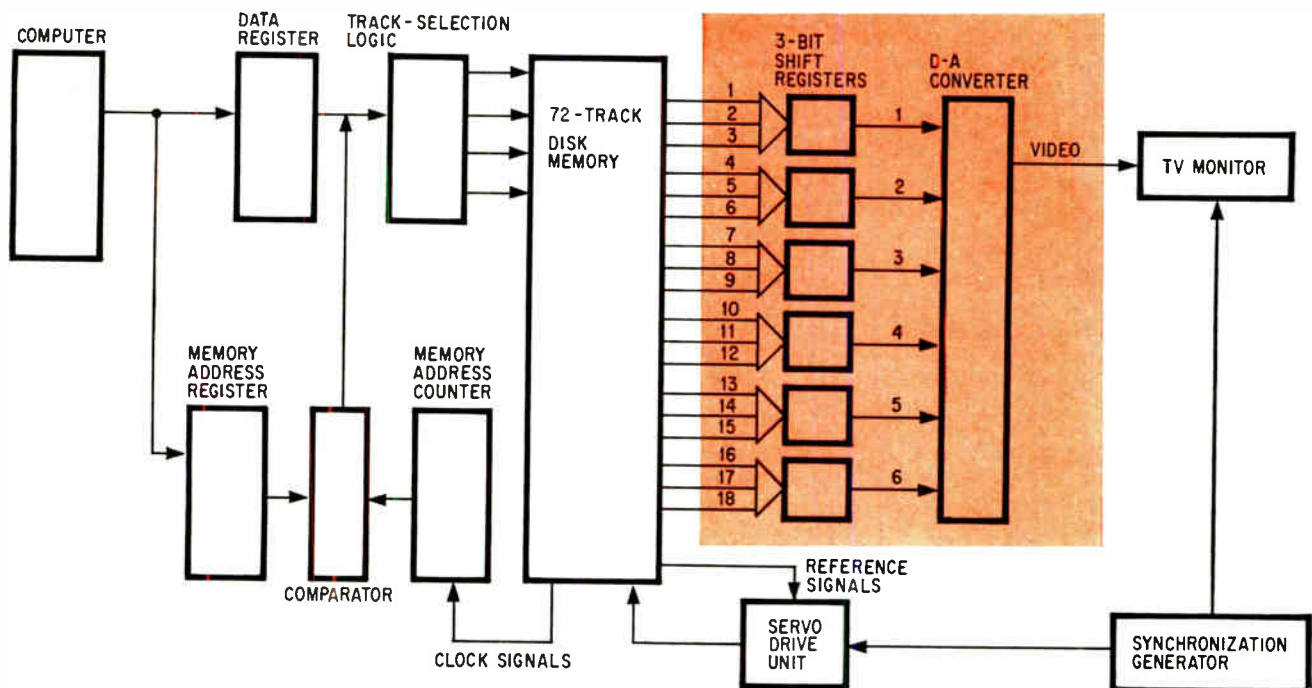 COMPUTER
DATA
REGISTER
TRACK-SELECTION
LOGIC
72-TRACK
DISK
MEMORY
3-BIT
SHIFT
REGISTERS
D-A
CONVERTER
1
2
3
4
5
6
7
8
9
10
11
12
13
14
15
16
17
18
1
2
3
4
5
6
VIDEO
TV MONITOR
MEMORY
ADDRESS
REGISTER
COMPARATOR
MEMORY
ADDRESS
COUNTER
CLOCK SIGNALS
REFERENCE
SIGNALS
SERVO
DRIVE
UNIT
SYNCHRONIZATION
GENERATOR